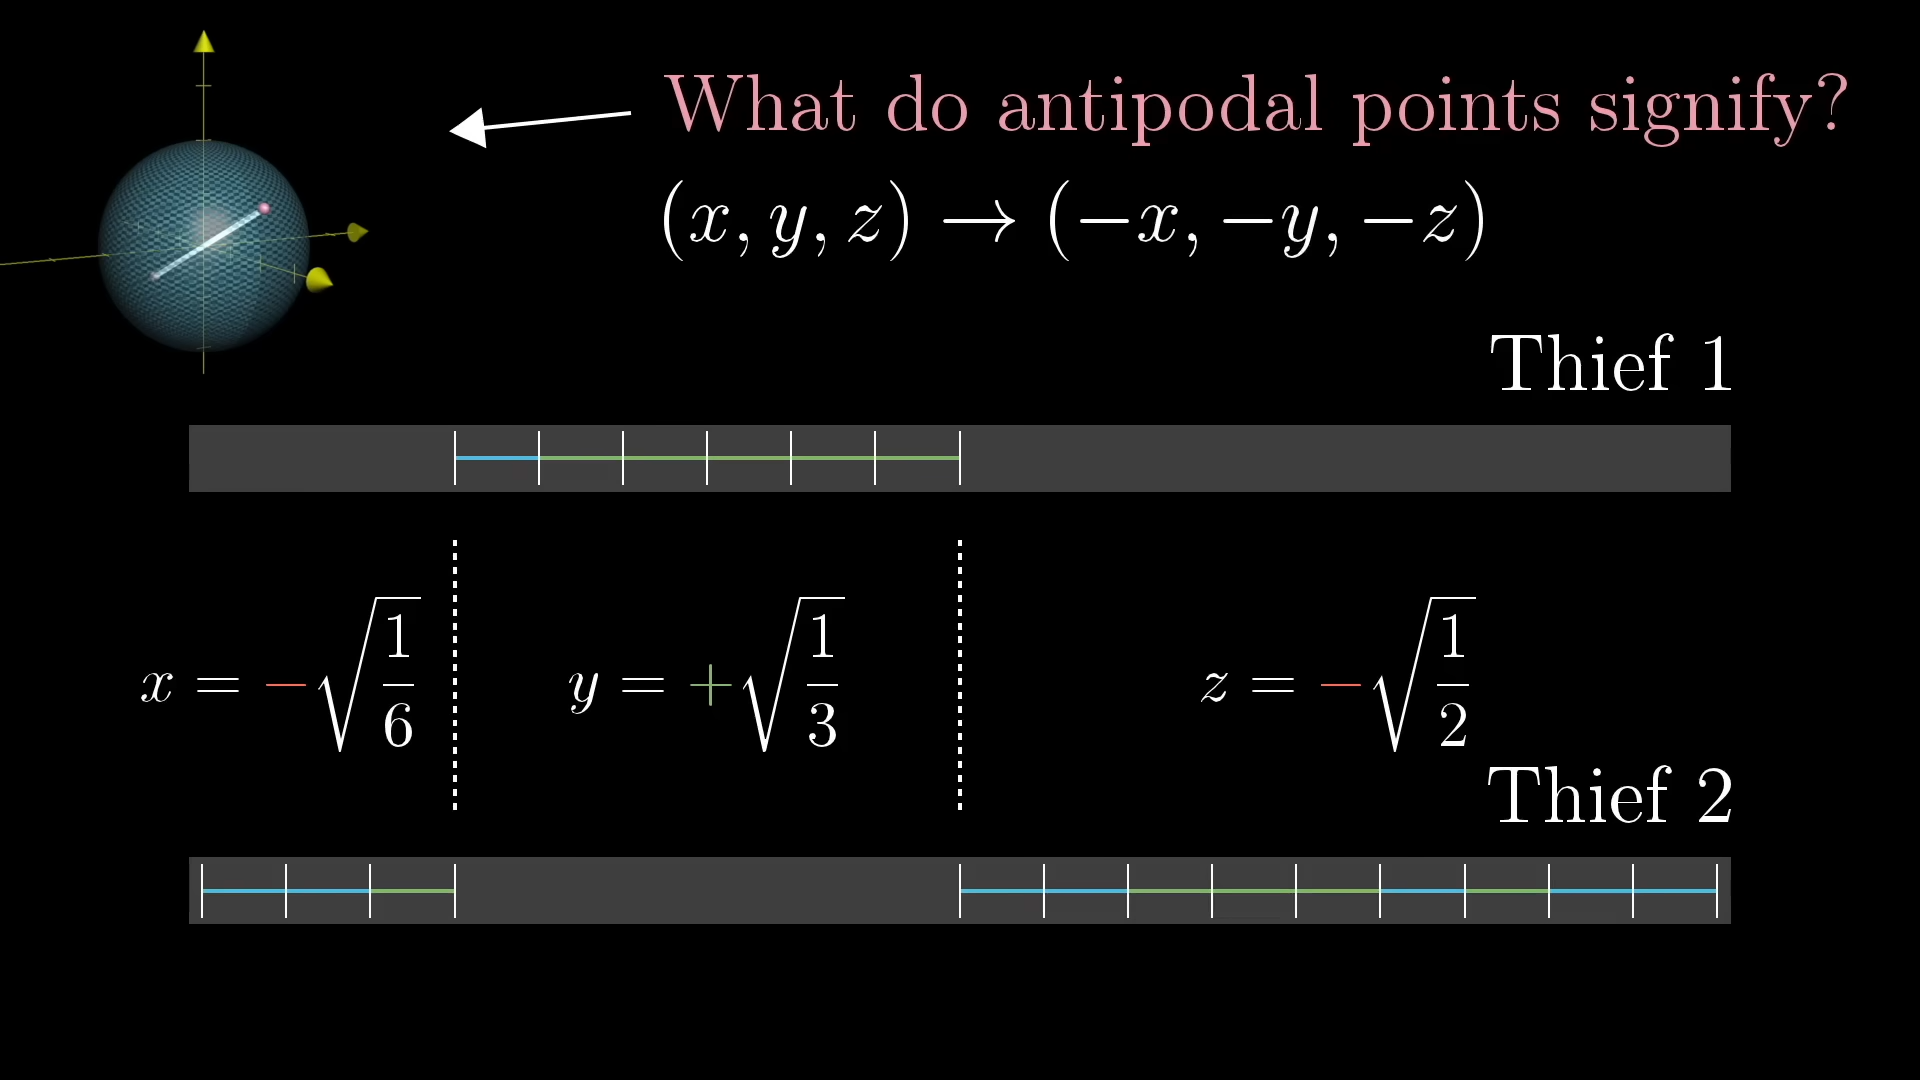 What do antipodal points signify?
(x, y, z) → (−x, −y, −z)
Thief 1
x = −√(1/6)
y = +√(1/3)
z = −√(1/2)
Thief 2